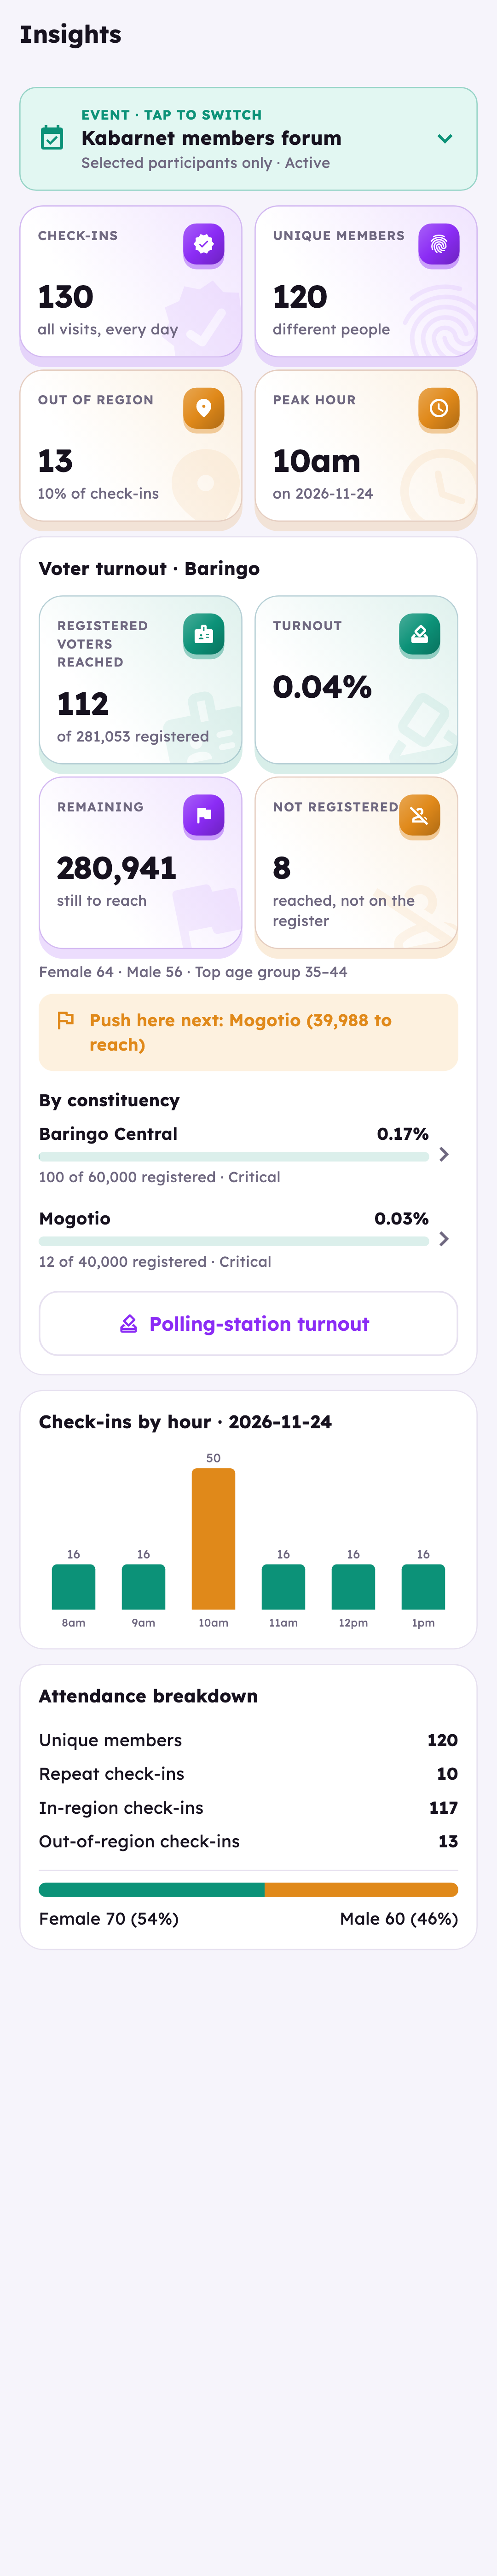 Insights
EVENT · TAP TO SWITCH
Kabarnet members forum
Selected participants only · Active
CHECK-INS
130
all visits, every day
UNIQUE MEMBERS
120
different people
OUT OF REGION
13
10% of check-ins
PEAK HOUR
10am
on 2026-11-24
Voter turnout · Baringo
REGISTERED
VOTERS
REACHED
112
of 281,053 registered
TURNOUT
0.04%
REMAINING
280,941
still to reach
NOT REGISTERED
8
reached, not on the
register
Female 64 · Male 56 · Top age group 35–44
Push here next: Mogotio (39,988 to
reach)
By constituency
Baringo Central 0.17%
100 of 60,000 registered · Critical
Mogotio 0.03%
12 of 40,000 registered · Critical
Polling-station turnout
Check-ins by hour · 2026-11-24
50
16 16 16 16 16
8am 9am 10am 11am 12pm 1pm
Attendance breakdown
Unique members 120
Repeat check-ins 10
In-region check-ins 117
Out-of-region check-ins 13
Female 70 (54%) Male 60 (46%)